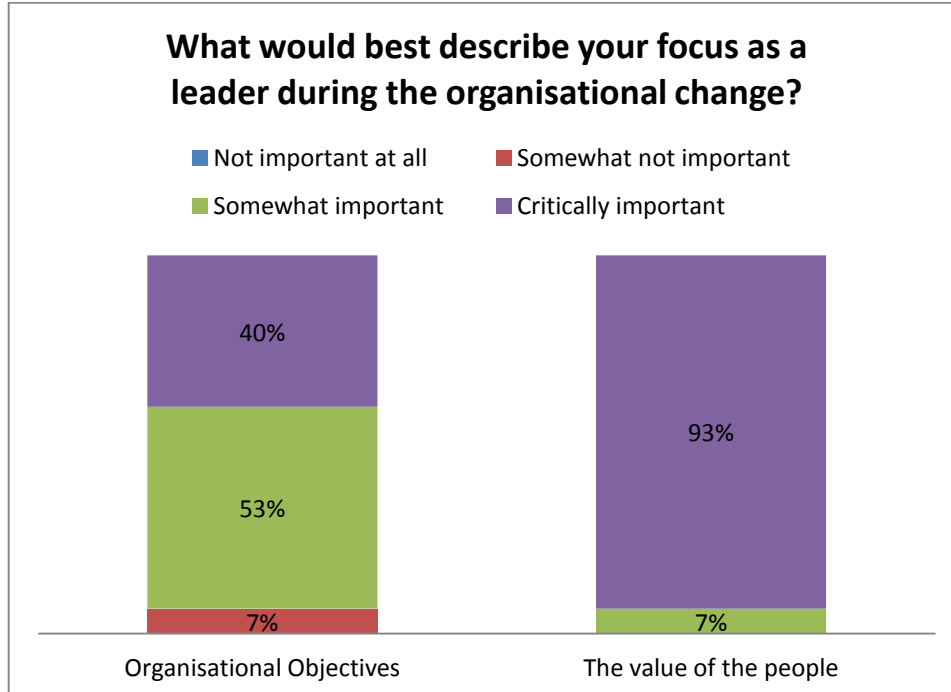 What would best describe your focus as a
leader during the organisational change?
Not important at all
Somewhat not important
Somewhat important
Critically important
40%
93%
53%
7%
7%
Organisational Objectives
The value of the people